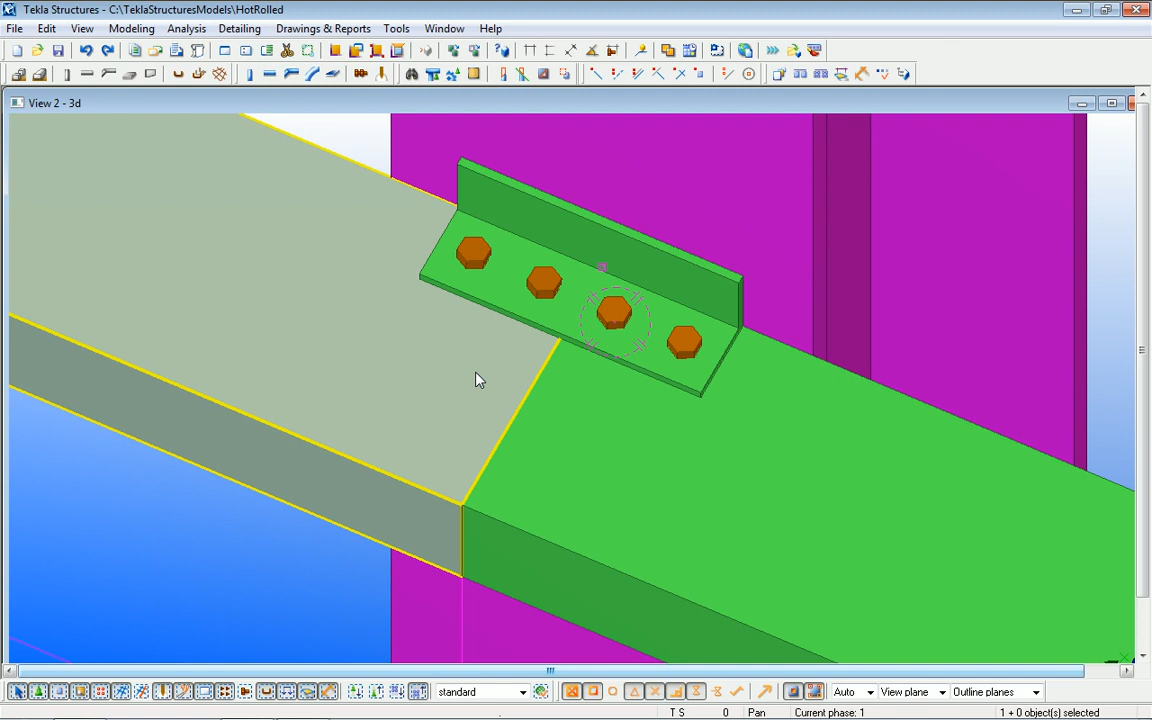 Tekla Structures - C:\TeklaStructuresModels\HotRolled
File Edit View Modeling Analysis Detailing Drawings & Reports Tools Window Help
View 2 - 3d
standard Auto View plane Outline planes
T S 0 Pan Current phase: 1 1 + 0 object(s) selected